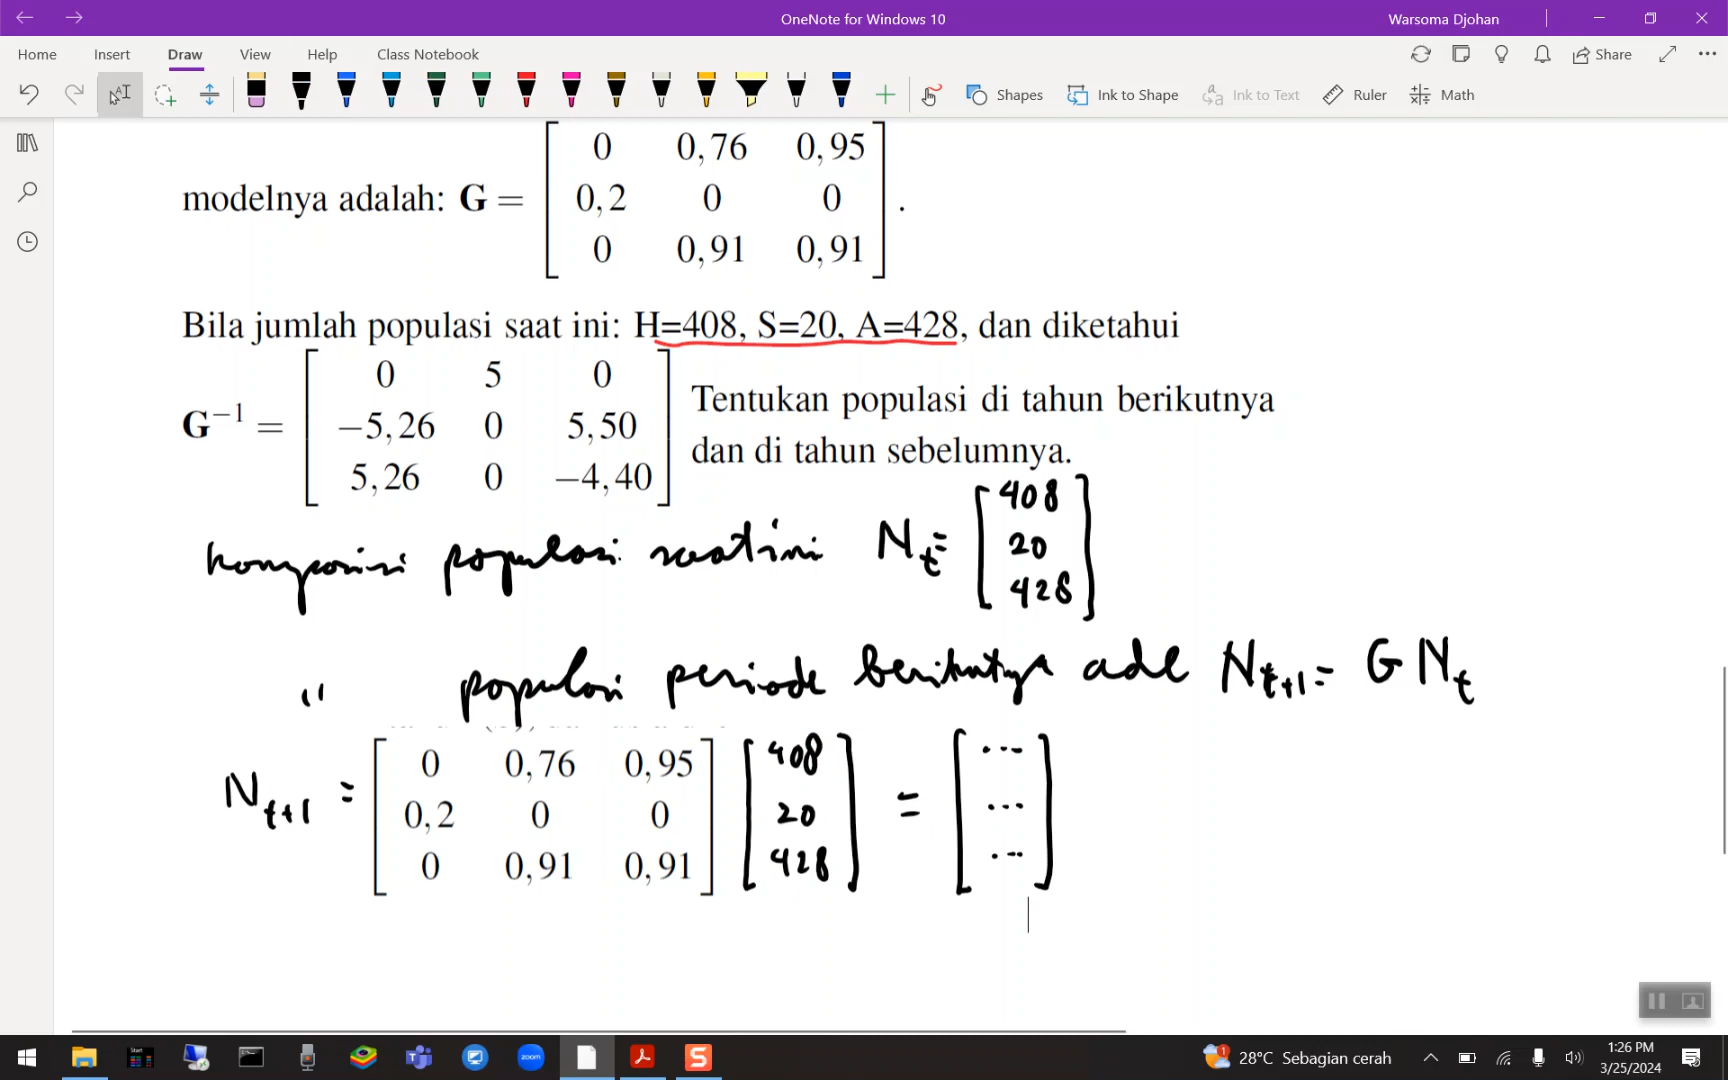 OneNote for Windows 10
Warsoma Djohan
Home Insert Draw View Help Class Notebook
Share
Shapes Ink to Shape Ink to Text Ruler Math
modelnya adalah: G = [ 0 0,76 0,95
0,2 0 0
0 0,91 0,91 ] .
Bila jumlah populasi saat ini: H=408, S=20, A=428, dan diketahui
G⁻¹ = [ 0 5 0
−5,26 0 5,50
5,26 0 −4,40 ]
Tentukan populasi di tahun berikutnya
dan di tahun sebelumnya.
komposisi populasi saat ini N_t = [ 408
20
428 ]
" populasi periode berikutnya adl N_t+1 = G N_t
N_t+1 = [ 0 0,76 0,95
0,2 0 0
0 0,91 0,91 ] [ 408
20
428 ] = [ ...
...
... ]
28°C Sebagian cerah
1:26 PM
3/25/2024
Start
zoom